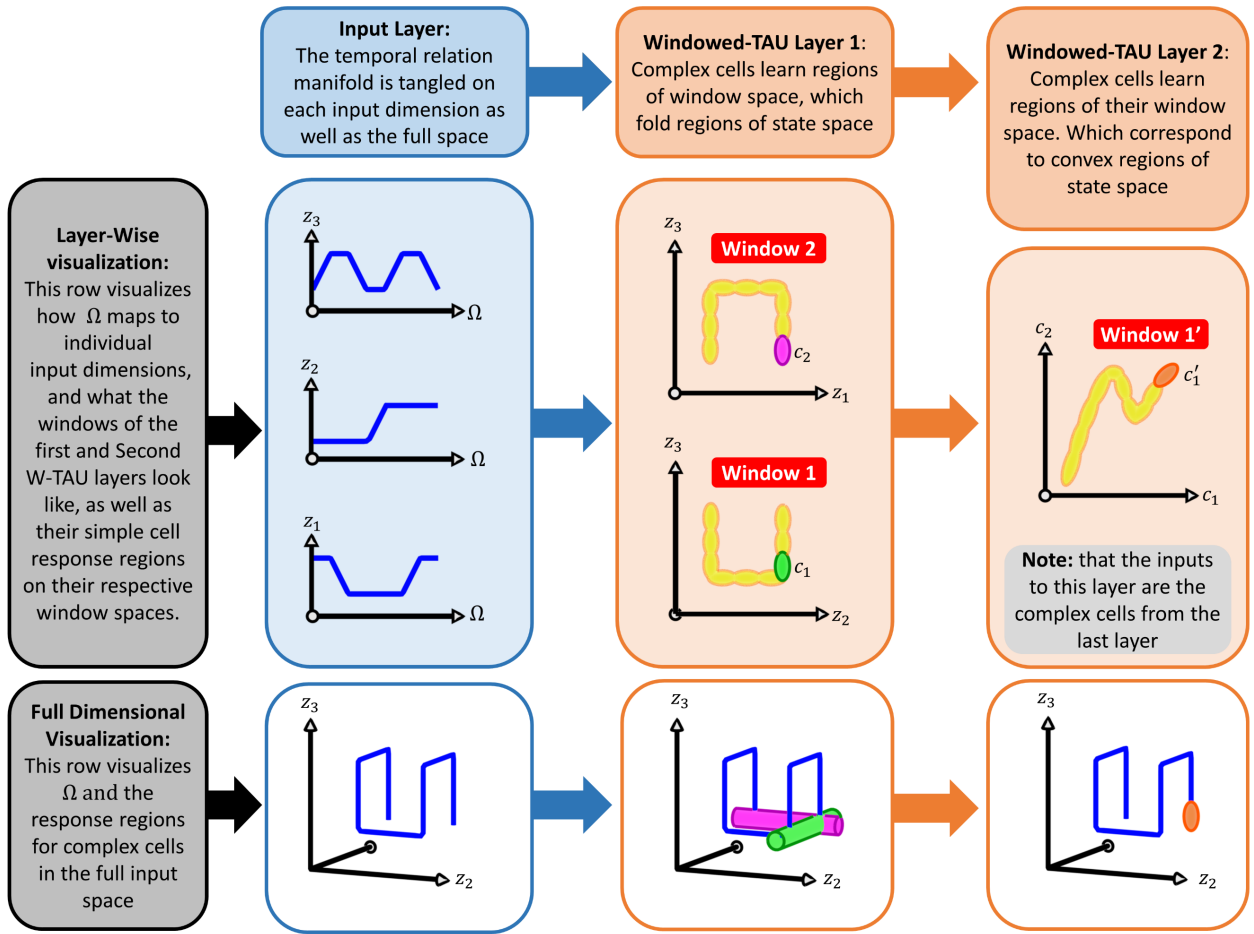 Input Layer:
The temporal relation
manifold is tangled on
each input dimension as
well as the full space
Windowed-TAU Layer 1:
Complex cells learn regions
of window space, which
fold regions of state space
Windowed-TAU Layer 2:
Complex cells learn
regions of their window
space. Which correspond
to convex regions of
state space
Layer-Wise
visualization:
This row visualizes
how Ω maps to
individual
input dimensions,
and what the
windows of the
first and Second
W-TAU layers look
like, as well as
their simple cell
response regions
on their respective
window spaces.
z₃
Ω
z₂
Ω
z₁
Ω
z₃
Window 2
c₂
z₁
z₃
Window 1
c₁
z₂
c₂
Window 1’
c₁′
c₁
Note: that the inputs
to this layer are the
complex cells from the
last layer
Full Dimensional
Visualization:
This row visualizes
Ω and the
response regions
for complex cells
in the full input
space
z₃
z₂
z₃
z₂
z₃
z₂